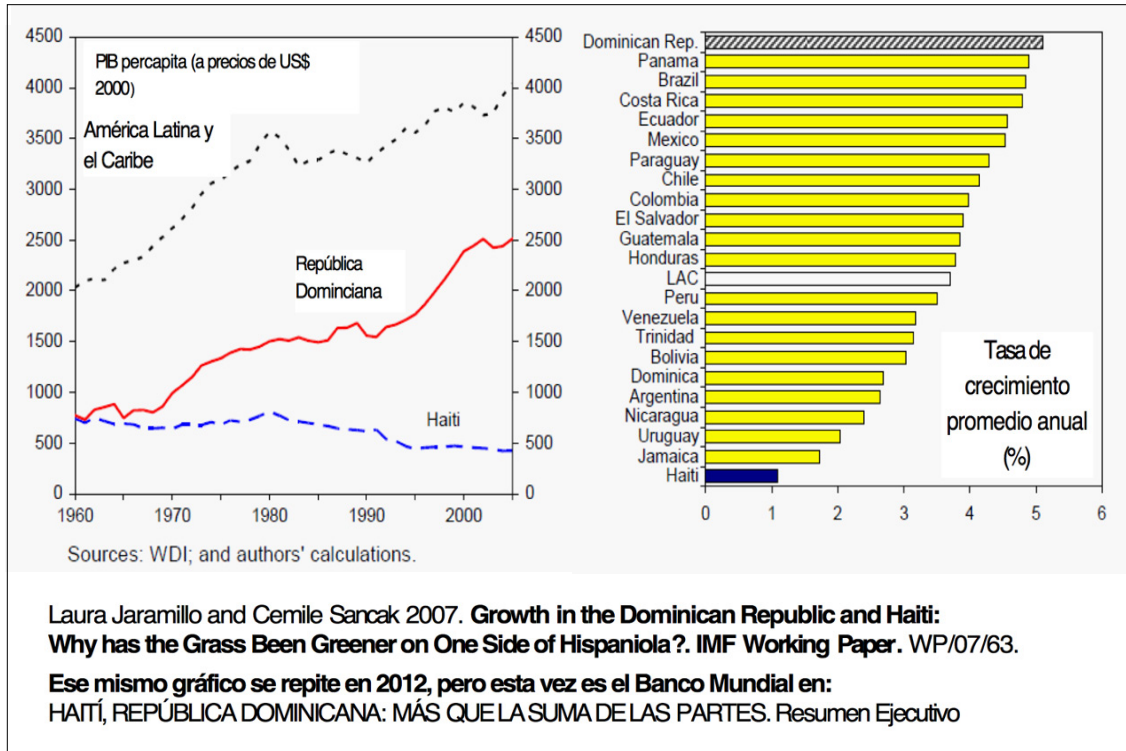 4500
4000
3500
3000
2500
2000
1500
1000
500
0
PIB percapita (a precios de US$
2000)
América Latina y
el Caribe
República
Dominciana
Haiti
4500
4000
3500
3000
2500
2000
1500
1000
500
0
1960 1970 1980 1990 2000
Sources: WDI; and authors' calculations.
Dominican Rep.
Panama
Brazil
Costa Rica
Ecuador
Mexico
Paraguay
Chile
Colombia
El Salvador
Guatemala
Honduras
LAC
Peru
Venezuela
Trinidad
Bolivia
Dominica
Argentina
Nicaragua
Uruguay
Jamaica
Haiti
Tasa de
crecimiento
promedio anual
(%)
0 1 2 3 4 5 6
Laura Jaramillo and Cemile Sancak 2007. Growth in the Dominican Republic and Haiti:
Why has the Grass Been Greener on One Side of Hispaniola?. IMF Working Paper. WP/07/63.
Ese mismo gráfico se repite en 2012, pero esta vez es el Banco Mundial en:
HAITÍ, REPÚBLICA DOMINICANA: MÁS QUE LA SUMA DE LAS PARTES. Resumen Ejecutivo